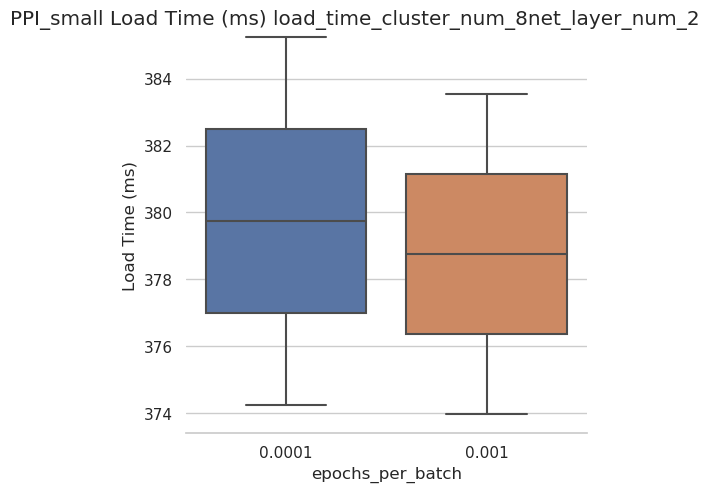 PPI_small Load Time (ms) load_time_cluster_num_8net_layer_num_2
384
382
380
378
376
374
Load Time (ms)
0.0001 0.001
epochs_per_batch